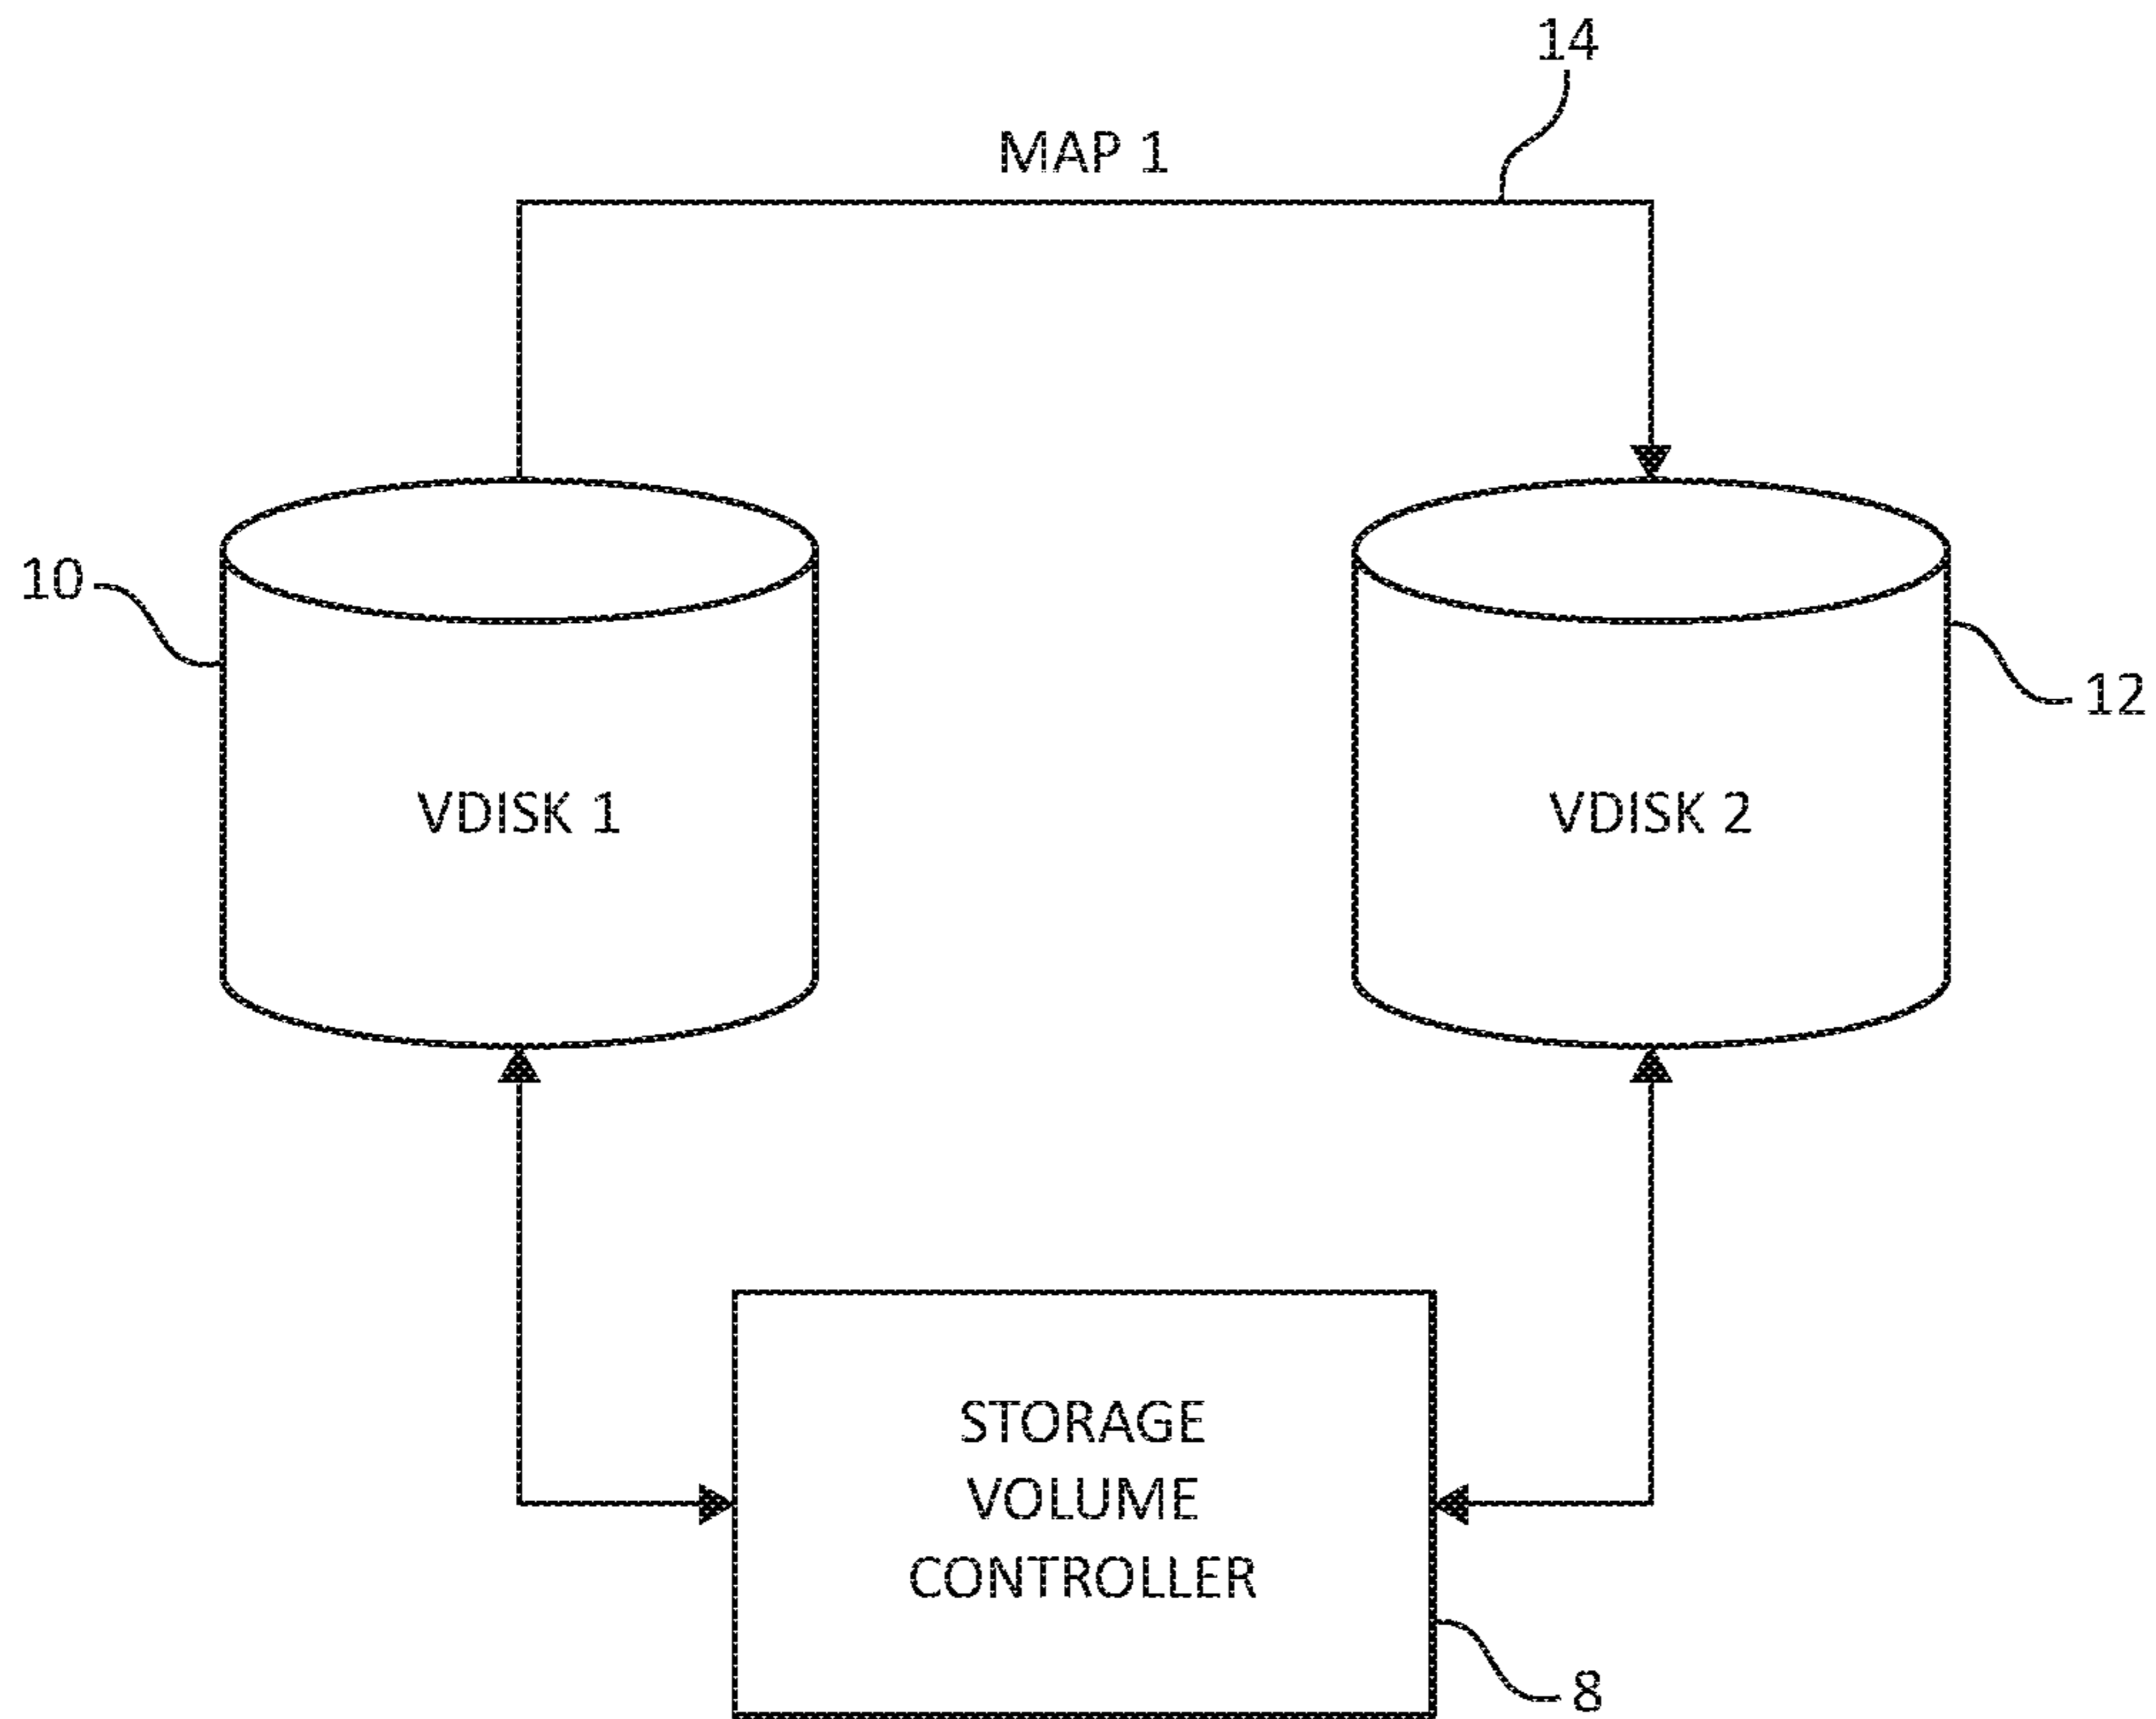 14
MAP 1
10
12
VDISK 1
VDISK 2
STORAGE
VOLUME
CONTROLLER
8